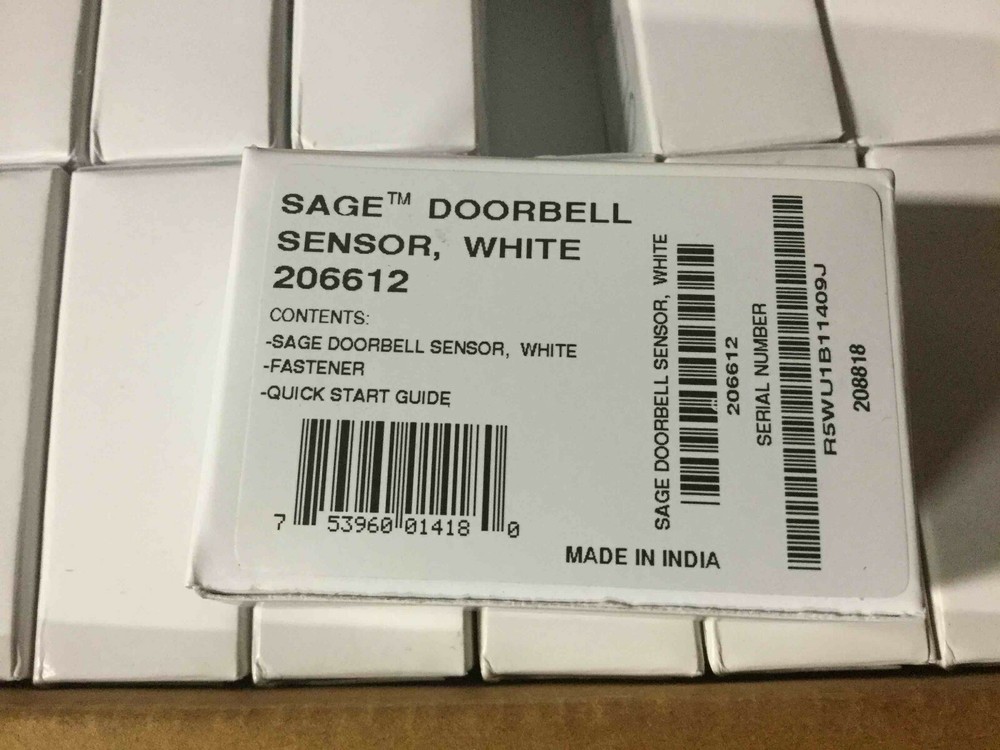 SAGE™ DOORBELL
SENSOR, WHITE
206612
CONTENTS:
-SAGE DOORBELL SENSOR, WHITE
-FASTENER
-QUICK START GUIDE
7 53960 01418 0
MADE IN INDIA
SAGE DOORBELL SENSOR, WHITE
206612
SERIAL NUMBER
R5WU1B11409J
208818